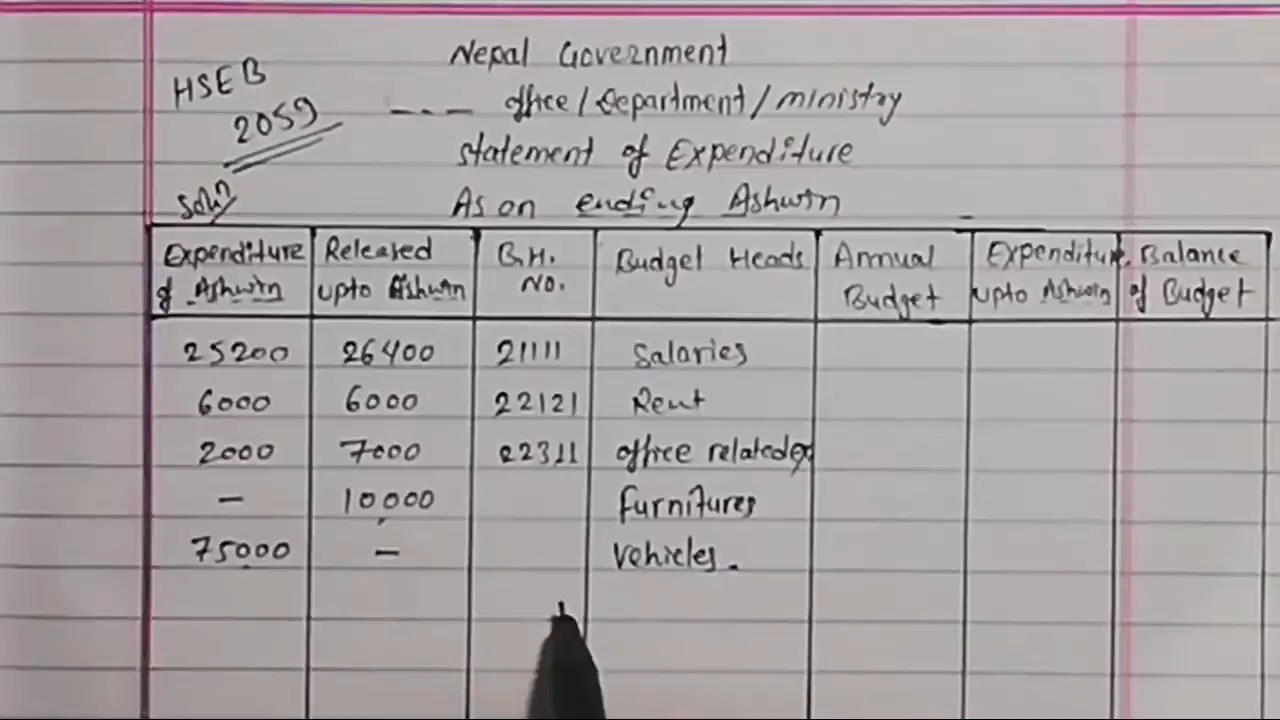 Nepal Government
HSEB
--- office/Department/ministry
2059
Statement of Expenditure
Soln
As on ending Ashwin
Expenditure of Ashwin Released upto Ashwin B.H. No. Budget Heads Annual Budget Expenditure upto Ashwin Balance of Budget
25200 26400 21111 Salaries
6000 6000 22121 Rent
2000 7000 22311 office related ex
- 10000 Furnitures
75000 - Vehicles.